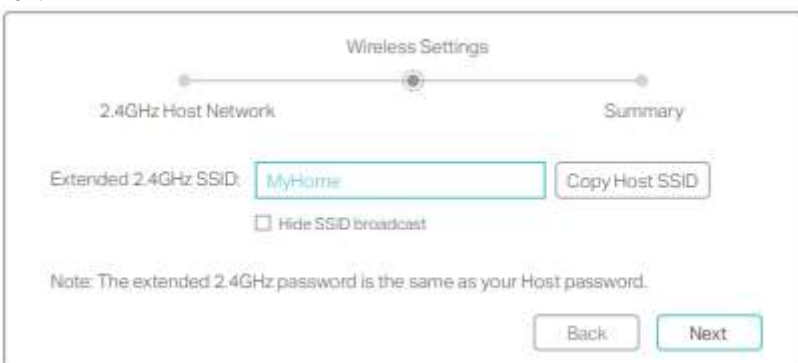 Wireless Settings
2.4GHz Host Network Summary
Extended 2.4GHz SSID: MyHome Copy Host SSID
Hide SSID broadcast
Note: The extended 2.4GHz password is the same as your Host password.
Back Next